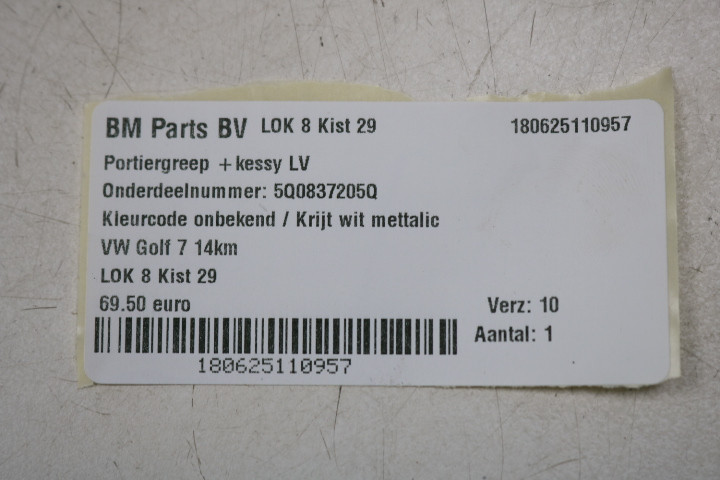 BM Parts BV LOK 8 Kist 29 180625110957
Portiergreep + kessy LV
Onderdeelnummer: 5Q0837205Q
Kleurcode onbekend / Krijt wit mettalic
VW Golf 7 14km
LOK 8 Kist 29
69.50 euro Verz: 10
Aantal: 1
180625110957